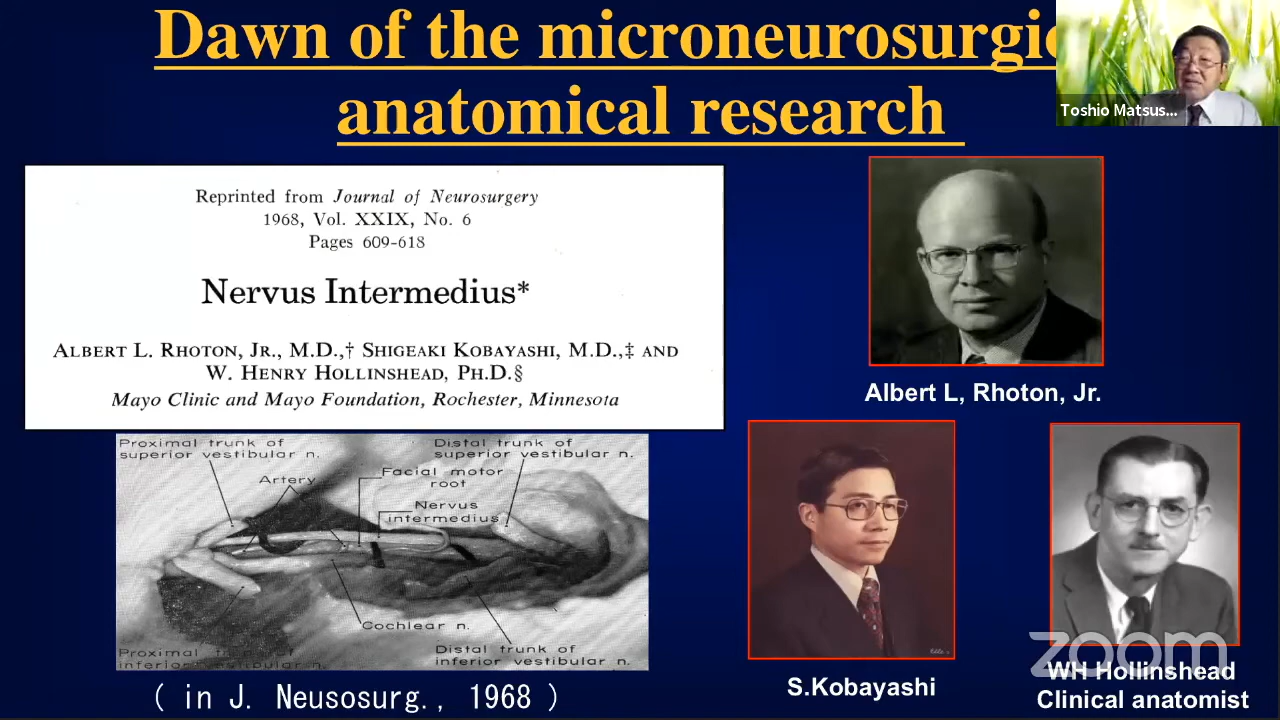 Dawn of the microneurosurgic
anatomical research
Toshio Matsus...
Reprinted from Journal of Neurosurgery
1968, Vol. XXIX, No. 6
Pages 609-618
Nervus Intermedius*
ALBERT L. RHOTON, JR., M.D.,† SHIGEAKI KOBAYASHI, M.D.,‡ AND
W. HENRY HOLLINSHEAD, PH.D.§
Mayo Clinic and Mayo Foundation, Rochester, Minnesota
Albert L, Rhoton, Jr.
Proximal trunk of
superior vestibular n.
Distal trunk of
superior vestibular n.
Artery
Facial motor
root
Nervus
intermedius
Cochlear n.
Proximal trunk of
inferior vestibular n.
Distal trunk of
inferior vestibular n.
( in J. Neusosurg., 1968 )
S.Kobayashi
zoom
WH Hollinshead
Clinical anatomist